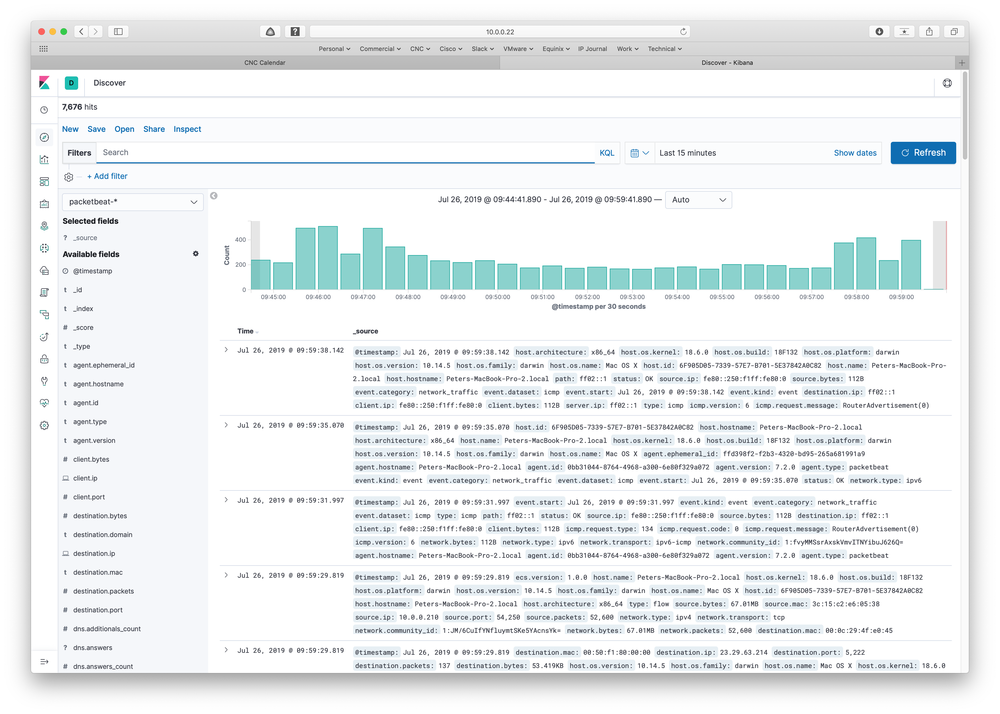 10.0.0.22
Personal Commercial CNC Cisco Slack VMware Equinix IP Journal Work Technical
CNC Calendar
Discover - Kibana
D
Discover
7,676 hits
New Save Open Share Inspect
Filters Search KQL Last 15 minutes Show dates Refresh
+ Add filter
packetbeat-*
Selected fields
? _source
Available fields
@timestamp
t _id
t _index
# _score
t _type
t agent.ephemeral_id
t agent.hostname
t agent.id
t agent.type
t agent.version
# client.bytes
client.ip
# client.port
# destination.bytes
t destination.domain
destination.ip
t destination.mac
# destination.packets
# destination.port
# dns.additionals_count
? dns.answers
# dns.answers_count
Jul 26, 2019 @ 09:44:41.890 - Jul 26, 2019 @ 09:59:41.890 — Auto
Count
400
200
0
09:45:00 09:46:00 09:47:00 09:48:00 09:49:00 09:50:00 09:51:00 09:52:00 09:53:00 09:54:00 09:55:00 09:56:00 09:57:00 09:58:00 09:59:00
@timestamp per 30 seconds
Time _source
Jul 26, 2019 @ 09:59:38.142
@timestamp: Jul 26, 2019 @ 09:59:38.142 host.architecture: x86_64 host.os.kernel: 18.6.0 host.os.build: 18F132 host.os.platform: darwin
host.os.version: 10.14.5 host.os.family: darwin host.os.name: Mac OS X host.id: 6F905D05-7339-57E7-B701-5E37842A0C82 host.name: Peters-MacBook-Pro-
2.local host.hostname: Peters-MacBook-Pro-2.local path: ff02::1 status: OK source.ip: fe80::250:f1ff:fe80:0 source.bytes: 112B
event.category: network_traffic event.dataset: icmp event.start: Jul 26, 2019 @ 09:59:38.142 event.kind: event destination.ip: ff02::1
client.ip: fe80::250:f1ff:fe80:0 client.bytes: 112B server.ip: ff02::1 type: icmp icmp.version: 6 icmp.request.message: RouterAdvertisement(0)
Jul 26, 2019 @ 09:59:35.070
@timestamp: Jul 26, 2019 @ 09:59:35.070 host.id: 6F905D05-7339-57E7-B701-5E37842A0C82 host.hostname: Peters-MacBook-Pro-2.local
host.architecture: x86_64 host.name: Peters-MacBook-Pro-2.local host.os.kernel: 18.6.0 host.os.build: 18F132 host.os.platform: darwin
host.os.version: 10.14.5 host.os.family: darwin host.os.name: Mac OS X agent.ephemeral_id: ffd398f2-f2b3-4320-bd95-265a681991a9
agent.hostname: Peters-MacBook-Pro-2.local agent.id: 0bb31044-8764-4968-a300-6e80f329a072 agent.version: 7.2.0 agent.type: packetbeat
event.kind: event event.category: network_traffic event.dataset: icmp event.start: Jul 26, 2019 @ 09:59:35.070 status: OK network.type: ipv6
Jul 26, 2019 @ 09:59:31.997
@timestamp: Jul 26, 2019 @ 09:59:31.997 event.start: Jul 26, 2019 @ 09:59:31.997 event.kind: event event.category: network_traffic
event.dataset: icmp type: icmp path: ff02::1 status: OK source.ip: fe80::250:f1ff:fe80:0 source.bytes: 112B destination.ip: ff02::1
client.ip: fe80::250:f1ff:fe80:0 client.bytes: 112B icmp.request.type: 134 icmp.request.code: 0 icmp.request.message: RouterAdvertisement(0)
icmp.version: 6 network.bytes: 112B network.type: ipv6 network.transport: ipv6-icmp network.community_id: 1:fvyMMSsrAxskVmvITNYibuJ626Q=
agent.hostname: Peters-MacBook-Pro-2.local agent.id: 0bb31044-8764-4968-a300-6e80f329a072 agent.version: 7.2.0 agent.type: packetbeat
Jul 26, 2019 @ 09:59:29.819
@timestamp: Jul 26, 2019 @ 09:59:29.819 ecs.version: 1.0.0 host.name: Peters-MacBook-Pro-2.local host.os.kernel: 18.6.0 host.os.build: 18F132
host.os.platform: darwin host.os.version: 10.14.5 host.os.family: darwin host.os.name: Mac OS X host.id: 6F905D05-7339-57E7-B701-5E37842A0C82
host.hostname: Peters-MacBook-Pro-2.local host.architecture: x86_64 type: flow source.bytes: 67.01MB source.mac: 3c:15:c2:e6:05:38
source.ip: 10.0.0.210 source.port: 54,250 source.packets: 52,600 network.type: ipv4 network.transport: tcp
network.community_id: 1:JM/6CuIfYNfluymtSKe5YAcnsYk= network.bytes: 67.01MB network.packets: 52,600 destination.mac: 00:0c:29:4f:e0:45
Jul 26, 2019 @ 09:59:29.819
@timestamp: Jul 26, 2019 @ 09:59:29.819 destination.mac: 00:50:f1:80:00:00 destination.ip: 23.29.63.214 destination.port: 5,222
destination.packets: 137 destination.bytes: 53.419KB host.os.version: 10.14.5 host.os.family: darwin host.os.name: Mac OS X host.os.kernel: 18.6.0